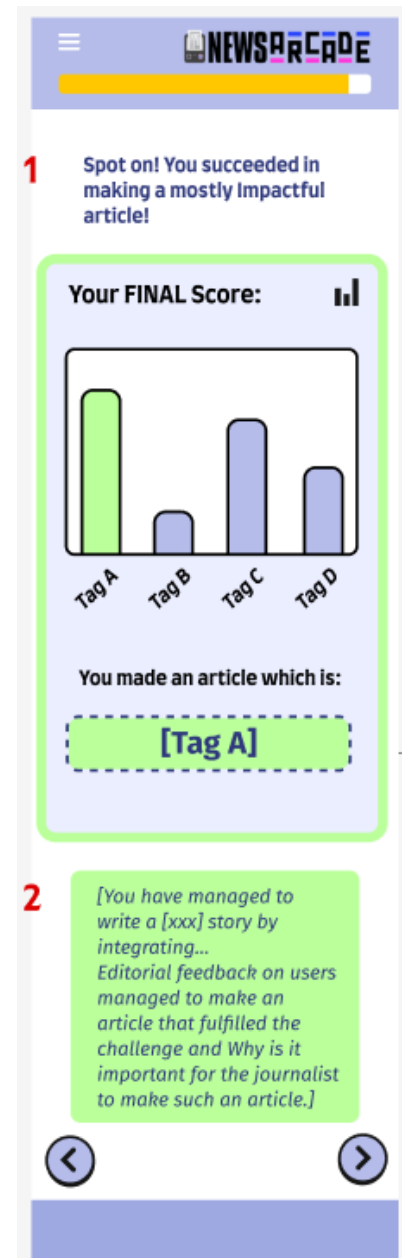 NEWSARCADE
1
Spot on! You succeeded in
making a mostly Impactful
article!
Your FINAL Score:
Tag A
Tag B
Tag C
Tag D
You made an article which is:
[Tag A]
2
[You have managed to
write a [xxx] story by
integrating...
Editorial feedback on users
managed to make an
article that fulfilled the
challenge and Why is it
important for the journalist
to make such an article.]